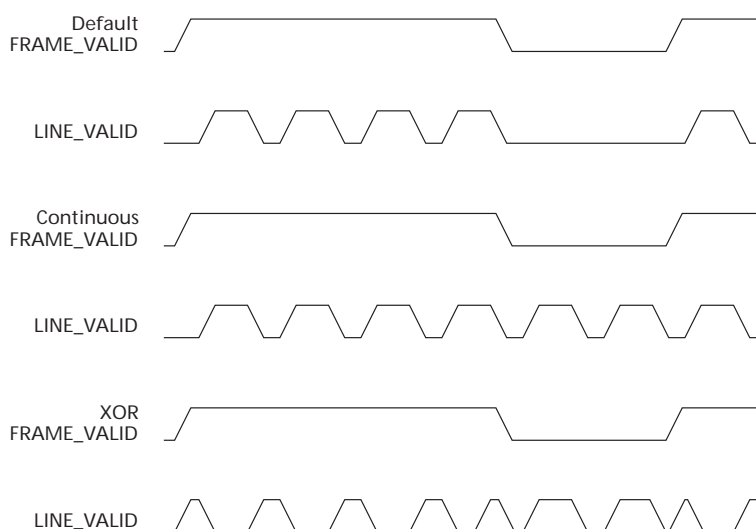 Default
FRAME_VALID
LINE_VALID
Continuous
FRAME_VALID
LINE_VALID
XOR
FRAME_VALID
LINE_VALID